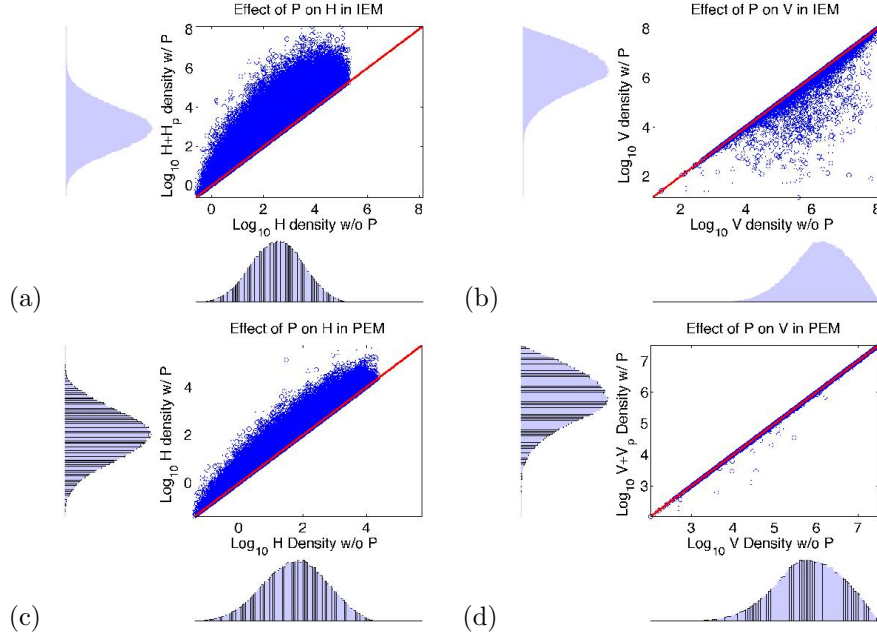 Effect of P on H in IEM
Log10 H+Hp density w/ P
8
6
4
2
0
0 2 4 6 8
Log10 H density w/o P
(a)
Effect of P on V in IEM
Log10 V density w/ P
8
6
4
2
2 4 6 8
Log10 V density w/o P
(b)
Effect of P on H in PEM
Log10 H density w/ P
4
2
0
0 2 4
Log10 H Density w/o P
(c)
Effect of P on V in PEM
Log10 V+Vp Density w/ P
7
6
5
4
3
3 4 5 6 7
Log10 V Density w/o P
(d)